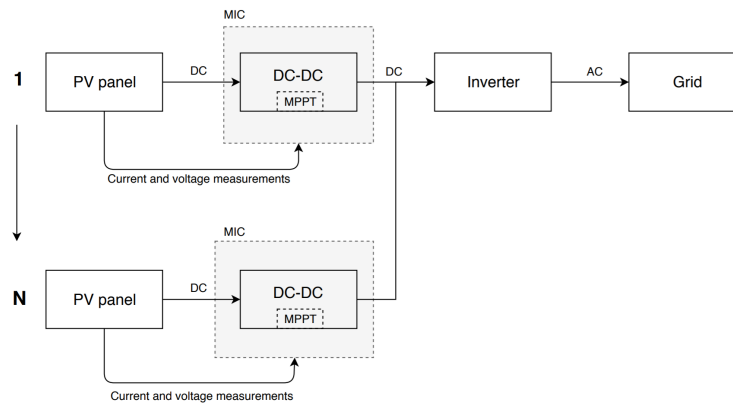 MIC
1
PV panel
DC
DC-DC
MPPT
DC
Inverter
AC
Grid
Current and voltage measurements
MIC
N
PV panel
DC
DC-DC
MPPT
Current and voltage measurements